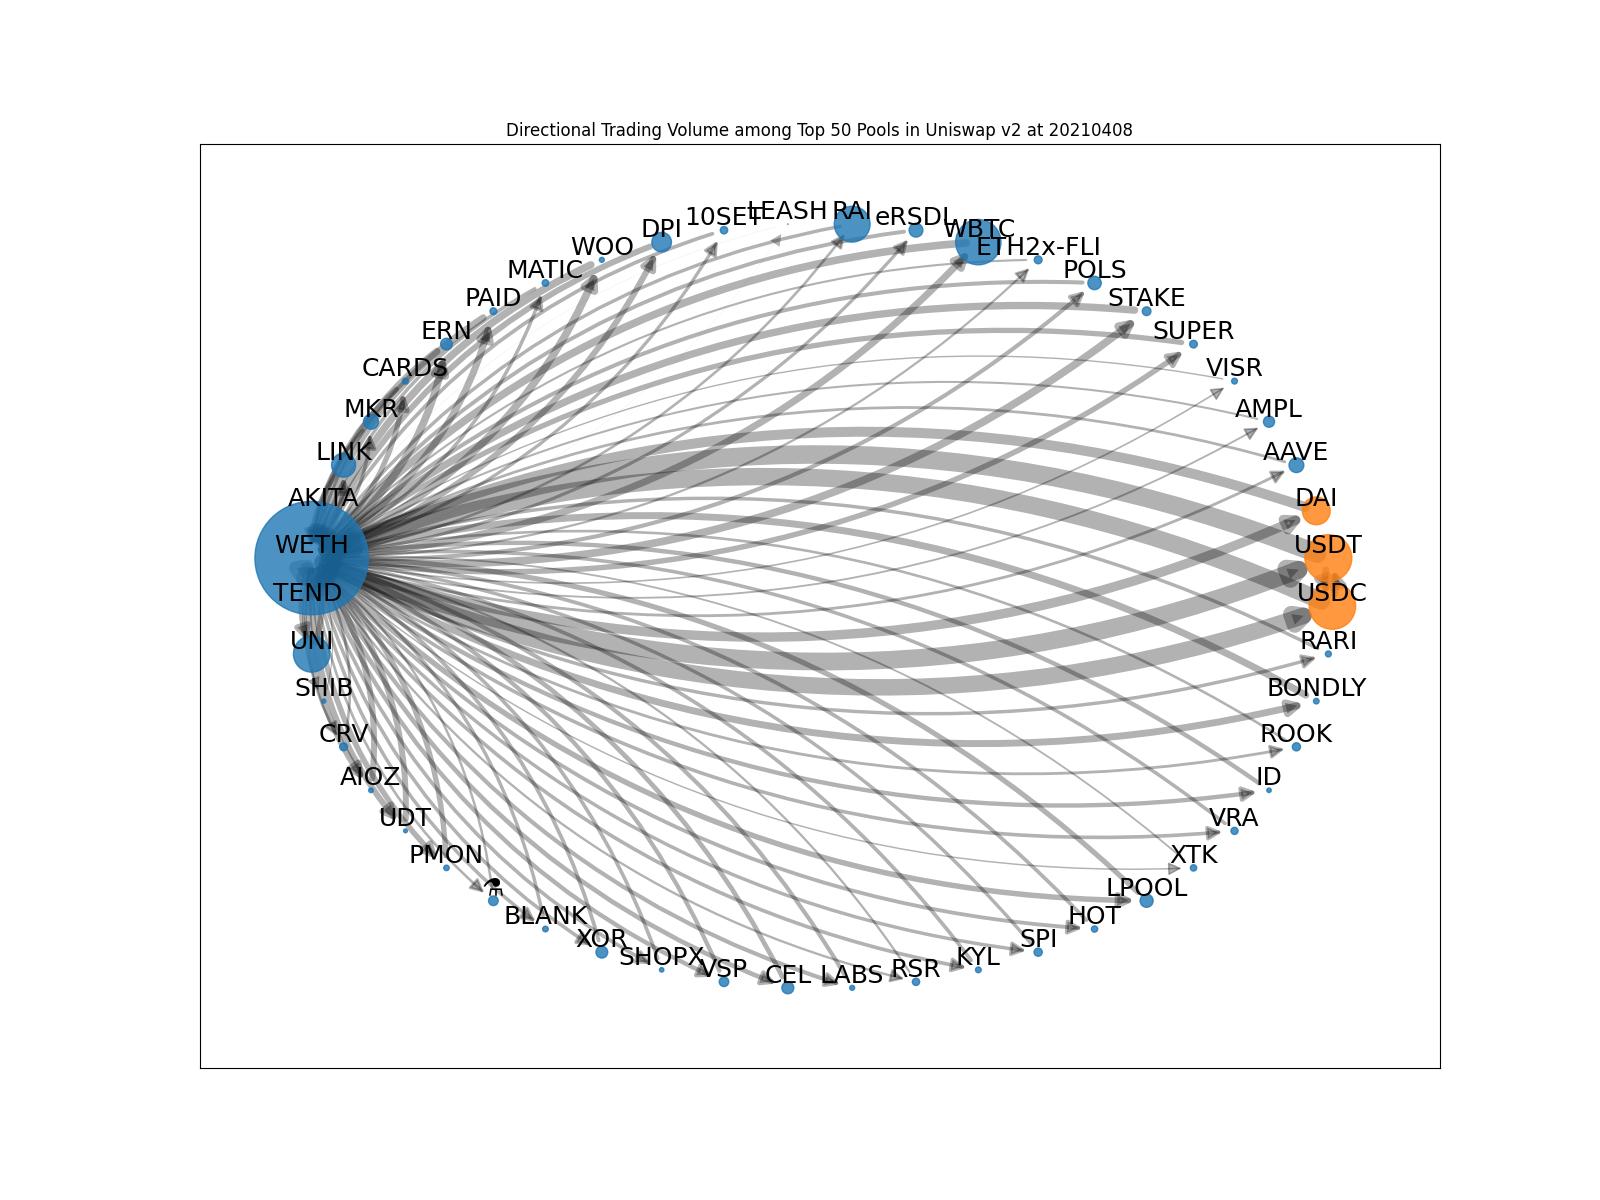 Directional Trading Volume among Top 50 Pools in Uniswap v2 at 20210408
10SET
LEASH
RAI
eRSDL
DPI
WBTC
WOO
ETH2x-FLI
MATIC
POLS
PAID
STAKE
ERN
SUPER
CARDS
VISR
MKR
AMPL
LINK
AAVE
AKITA
DAI
WETH
USDT
TEND
USDC
UNI
RARI
SHIB
BONDLY
CRV
ROOK
AIOZ
ID
UDT
VRA
PMON
XTK
⚗
LPOOL
BLANK
HOT
XOR
SPI
SHOPX
KYL
VSP
CEL
LABS
RSR